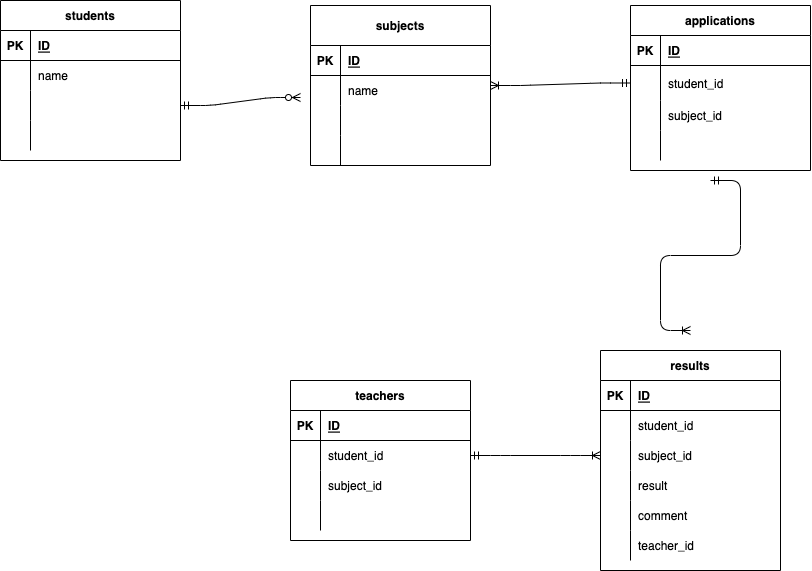 students
PK ID
name
subjects
PK ID
name
applications
PK ID
student_id
subject_id
teachers
PK ID
student_id
subject_id
results
PK ID
student_id
subject_id
result
comment
teacher_id